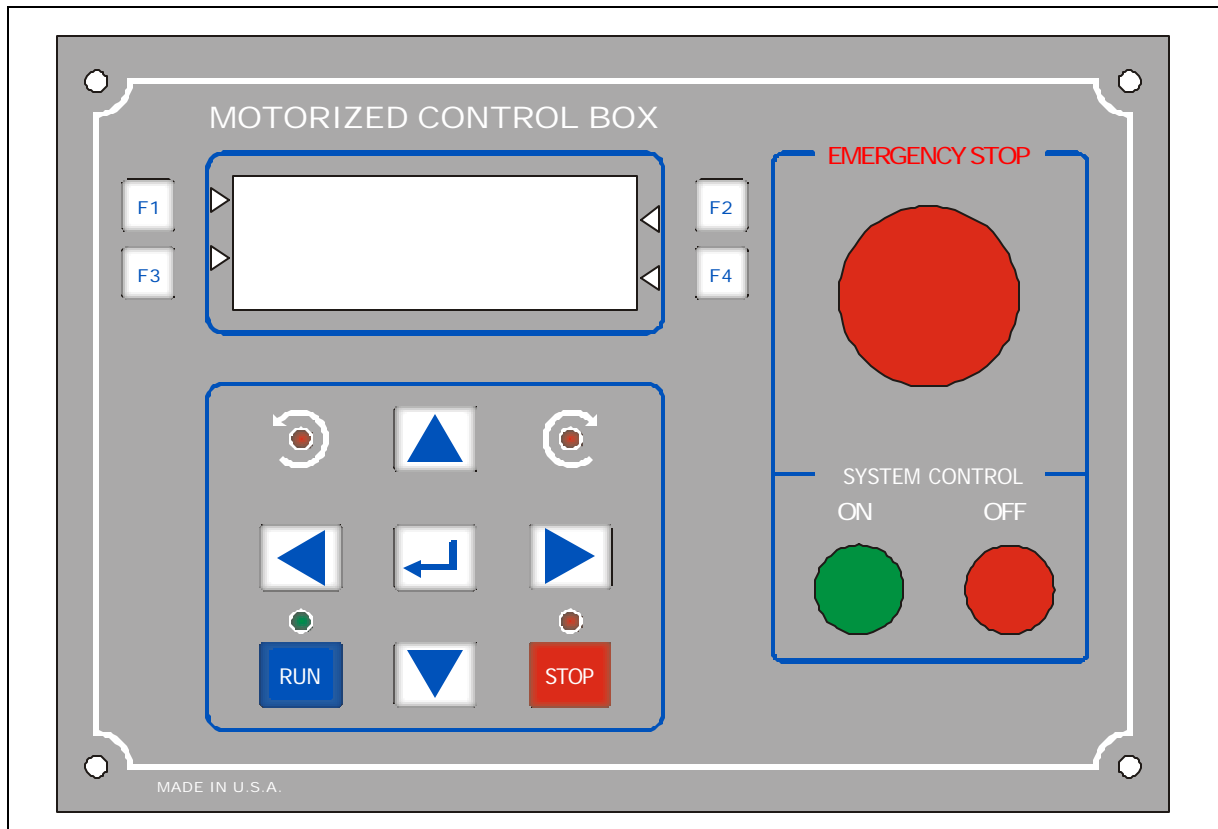 MOTORIZED CONTROL BOX
EMERGENCY STOP
F1
F2
F3
F4
SYSTEM CONTROL
ON OFF
RUN
STOP
MADE IN U.S.A.